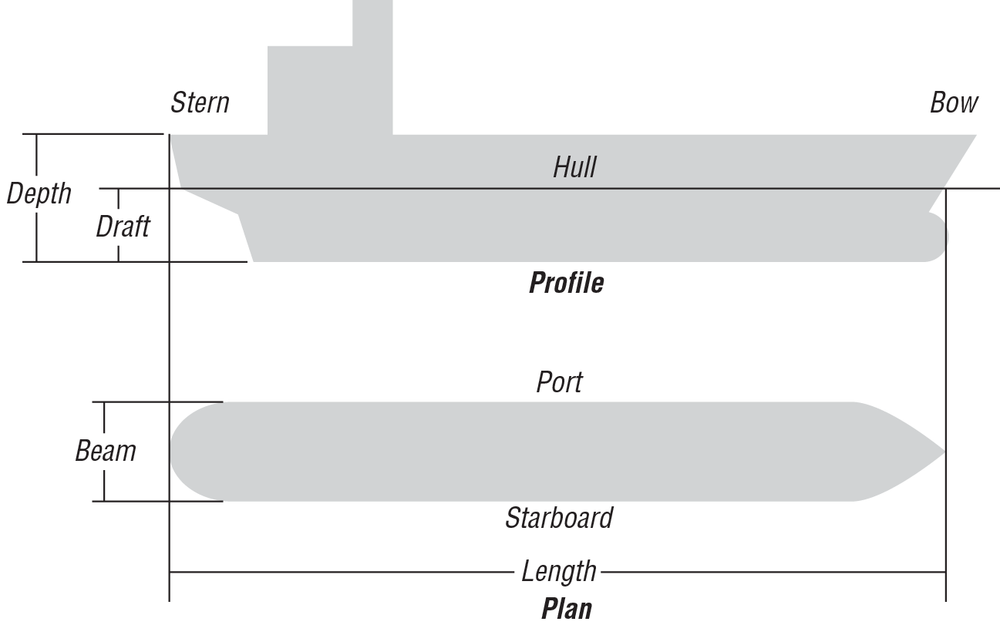 Stern
Bow
Hull
Depth
Draft
Profile
Port
Beam
Starboard
Length
Plan